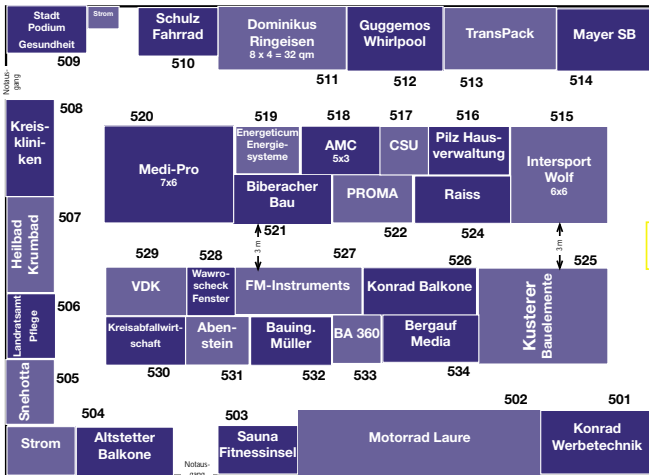 Stadt
Podium
Gesundheit
Strom
Schulz
Fahrrad
Dominikus
Ringeisen
8 x 4 = 32 qm
Guggemos
Whirlpool
TransPack
Mayer SB
509
510
511
512
513
514
Notaus-
gang
508
Kreis-
klini-
ken
520
519
518
517
516
515
Medi-Pro
7x6
Energeticum
Energie-
systeme
AMC
5x3
CSU
Pilz Haus-
verwaltung
Intersport
Wolf
6x6
Biberacher
Bau
PROMA
Raiss
507
521
522
524
3 m
3 m
Heilbad
Krumbad
529
528
527
526
525
VDK
Wawro-
scheck
Fenster
FM-Instruments
Konrad Balkone
Kusterer
Bauelemente
506
Landratsamt
Pflege
Kreisabfallwirt-
schaft
Aben-
stein
Bauing.
Müller
BA 360
Bergauf
Media
530
531
532
533
534
505
Snehotta
504
503
502
501
Strom
Altstetter
Balkone
Notaus-
gang
Sauna
Fitnessinsel
Motorrad Laure
Konrad
Werbetechnik